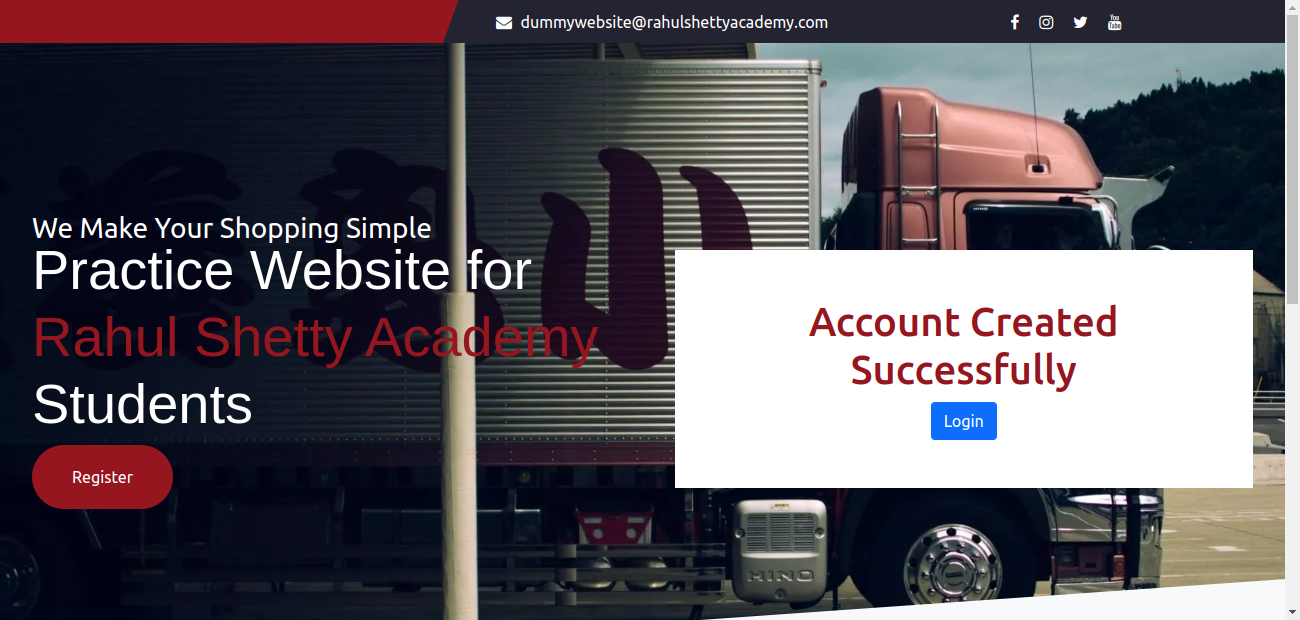 dummywebsite@rahulshettyacademy.com
We Make Your Shopping Simple
Practice Website for
Rahul Shetty Academy
Students
Register
Account Created
Successfully
Login
HINO